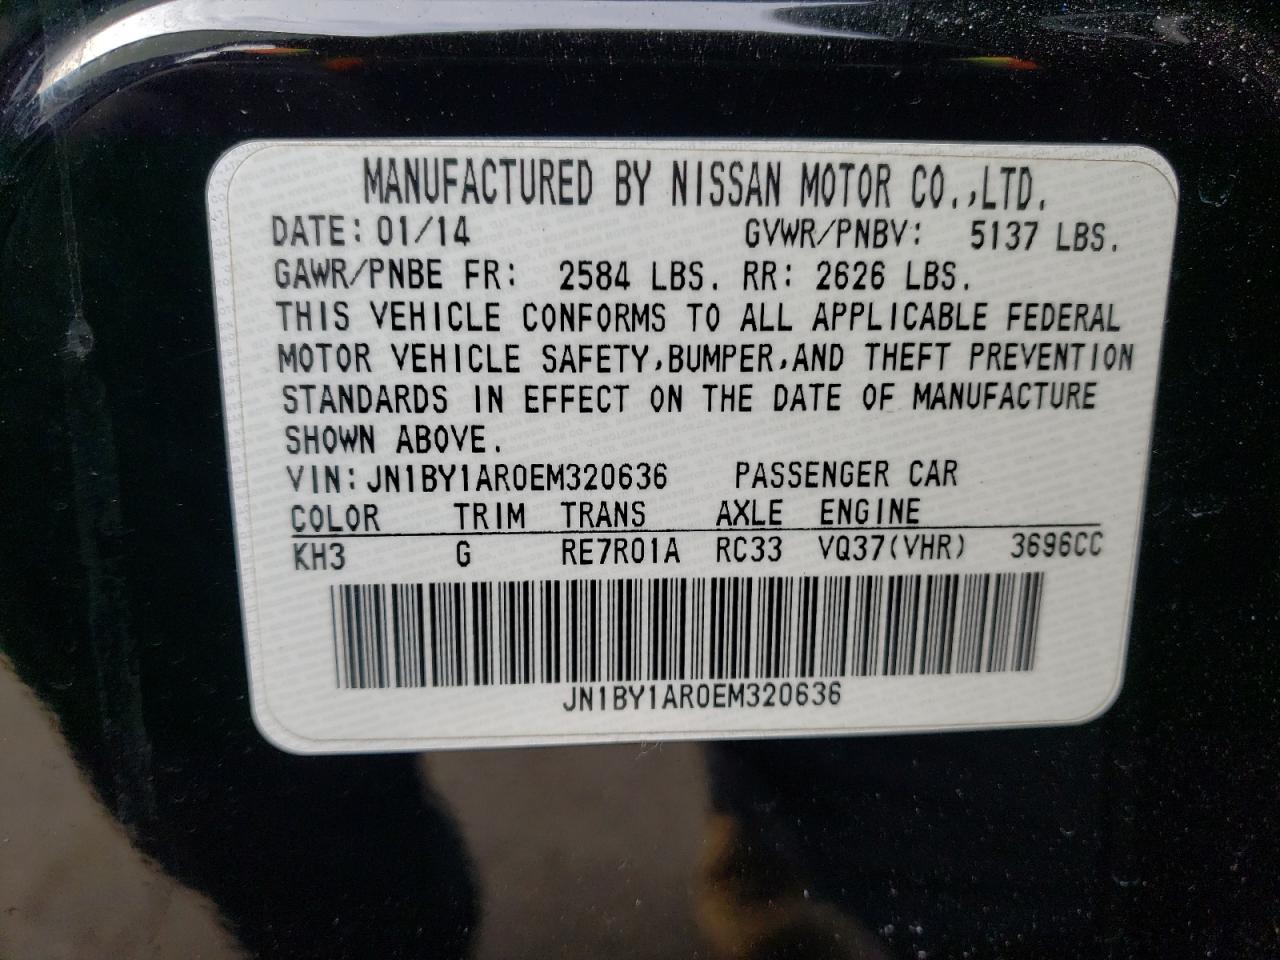 MANUFACTURED BY NISSAN MOTOR CO.,LTD.
DATE: 01/14 GVWR/PNBV: 5137 LBS.
GAWR/PNBE FR: 2584 LBS. RR: 2626 LBS.
THIS VEHICLE CONFORMS TO ALL APPLICABLE FEDERAL
MOTOR VEHICLE SAFETY,BUMPER,AND THEFT PREVENTION
STANDARDS IN EFFECT ON THE DATE OF MANUFACTURE
SHOWN ABOVE.
VIN: JN1BY1AR0EM320636 PASSENGER CAR
COLOR TRIM TRANS AXLE ENGINE
KH3 G RE7R01A RC33 VQ37(VHR) 3696CC
JN1BY1AR0EM320636